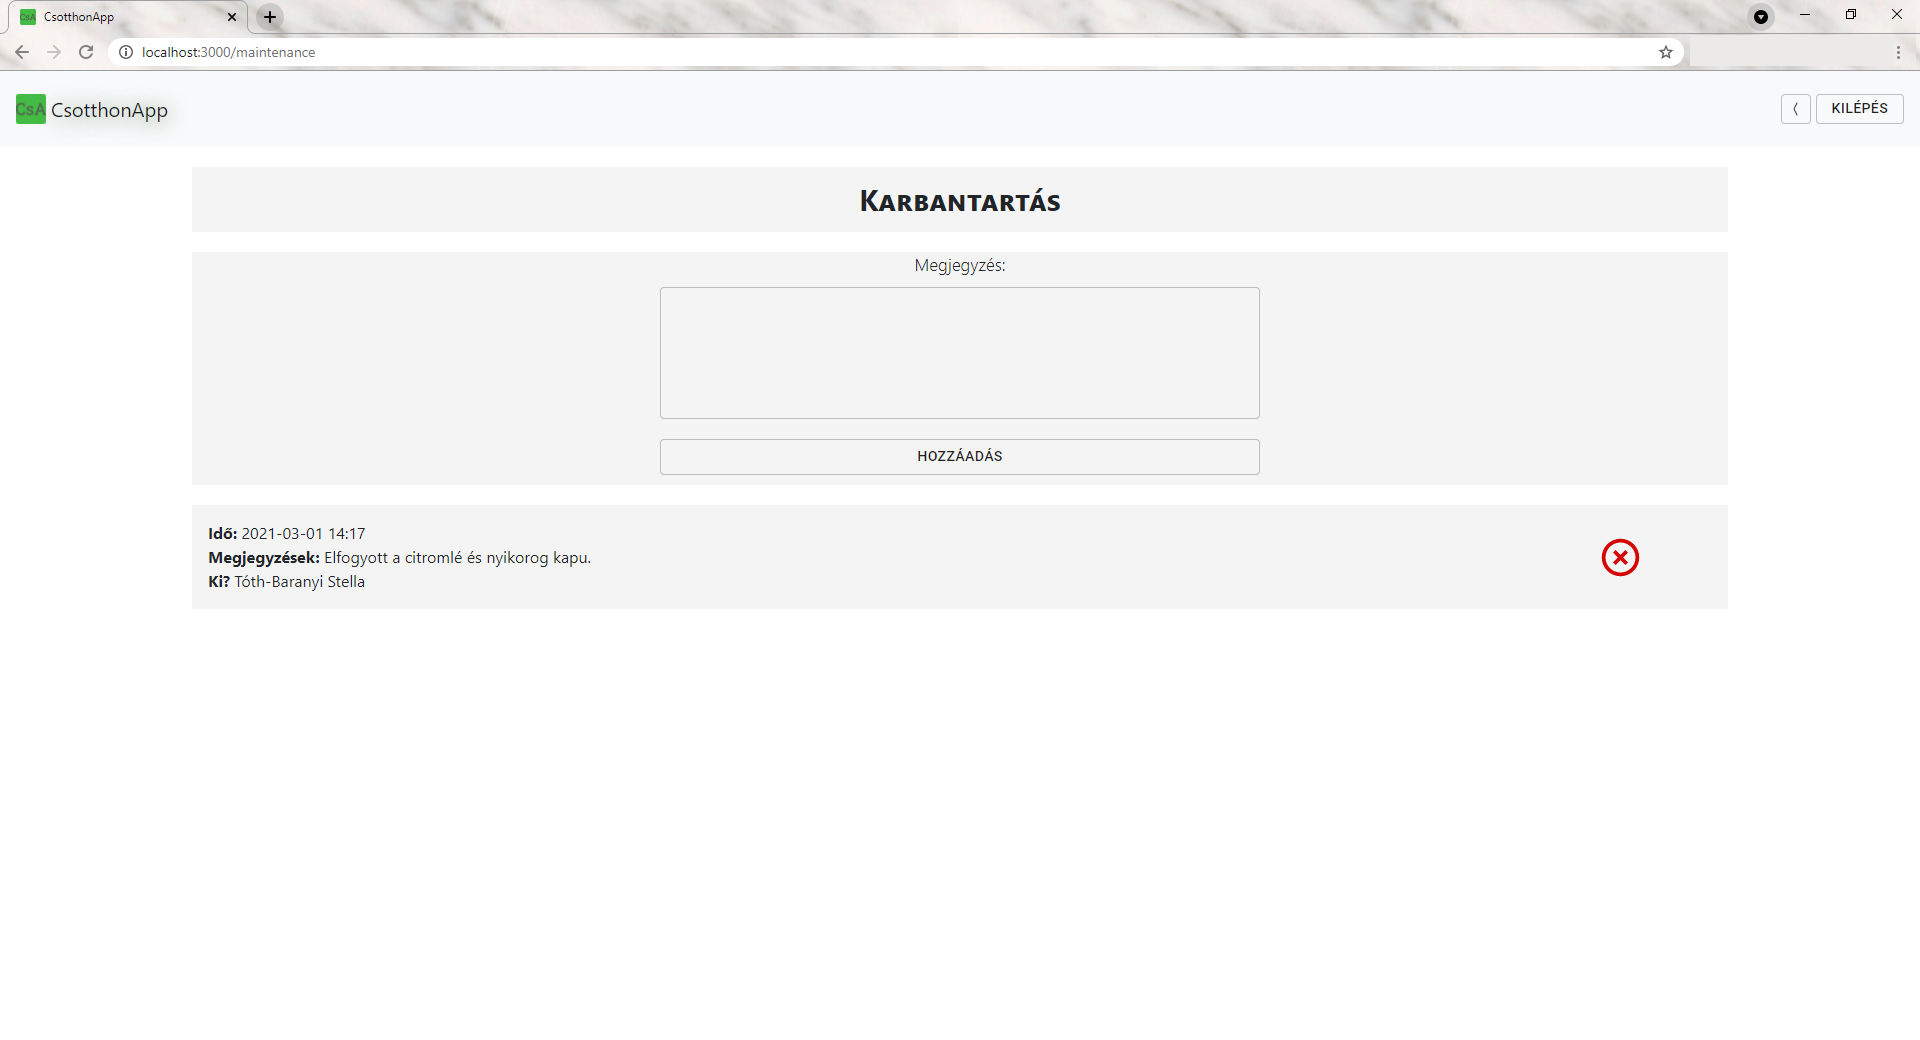 CsA CsotthonApp
localhost:3000/maintenance
CsA CsotthonApp
⟨ KILÉPÉS
Karbantartás
Megjegyzés:
HOZZÁADÁS
Idő: 2021-03-01 14:17
Megjegyzések: Elfogyott a citromlé és nyikorog kapu.
Ki? Tóth-Baranyi Stella